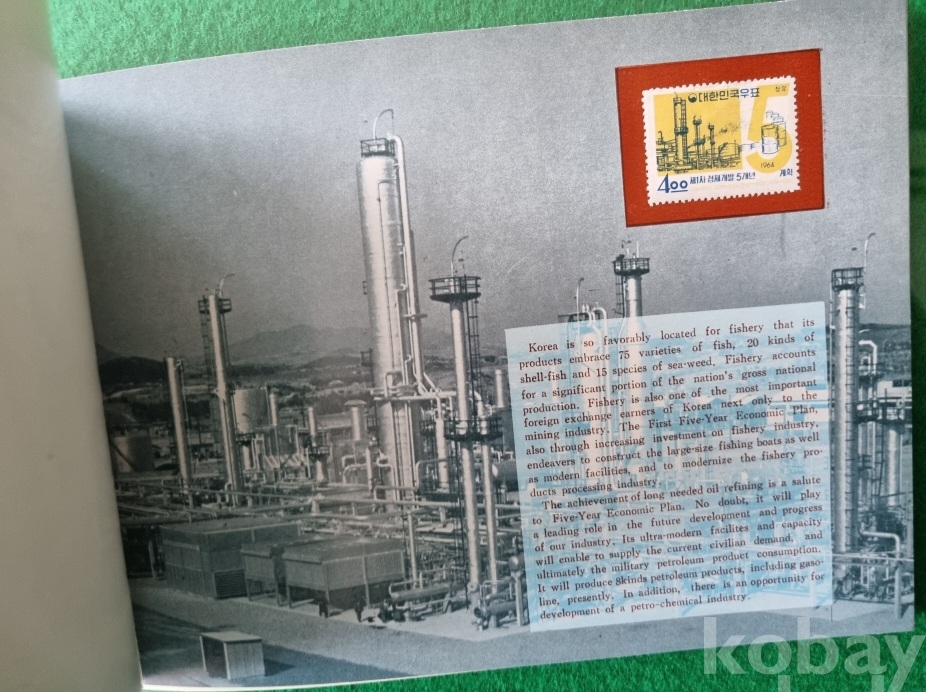 대한민국우표
정유
5
1964
4.00 제1차 경제개발 5개년 계획
Korea is so favorably located for fishery that its
products embrace 75 varieties of fish, 20 kinds of
shell-fish and 15 species of sea-weed. Fishery accounts
for a significant portion of the nation's gross national
production. Fishery is also one of the most important
foreign exchange earners of Korea next only to the
mining industry. The First Five-Year Economic Plan,
also through increasing investment on fishery industry,
endeavers to construct the large-size fishing boats as well
as modern facilities, and to modernize the fishery pro-
ducts processing industry.
The achievement of long needed oil refining is a salute
to Five-Year Economic Plan. No doubt, it will play
a leading role in the future development and progress
of our industry. Its ultra-modern facilites and capacity
will enable to supply the current civilian demand, and
ultimately the military petroleum product consumption.
It will produce 8kinds petroleum products, including gaso-
line, presently. In addition, there is an opportunity for
development of a petro-chemical industry.
kobay